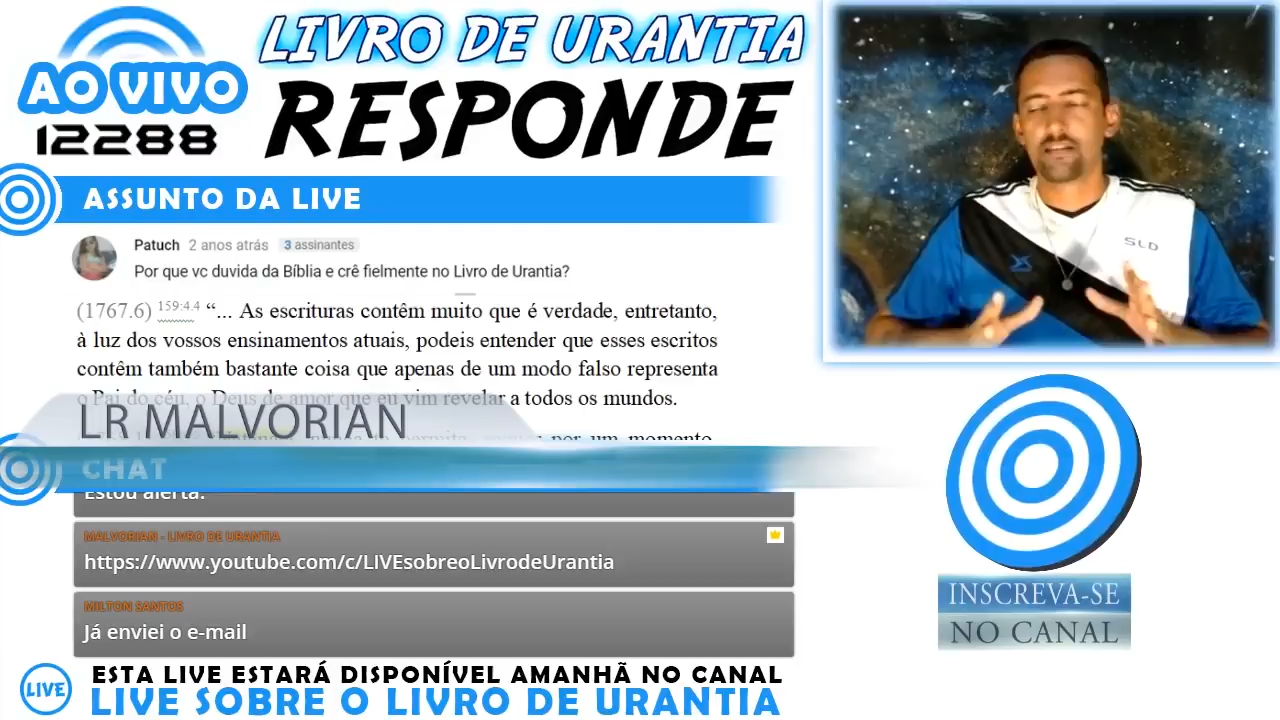 AO VIVO
12288
LIVRO DE URANTIA
RESPONDE
ASSUNTO DA LIVE
Patuch 2 anos atrás 3 assinantes
Por que vc duvida da Bíblia e crê fielmente no Livro de Urantia?
(1767.6) 159:4.4 “... As escrituras contêm muito que é verdade, entretanto,
à luz dos vossos ensinamentos atuais, podeis entender que esses escritos
contêm também bastante coisa que apenas de um modo falso representa
o Pai do céu, o Deus de amor que eu vim revelar a todos os mundos.
por um momento,
LR MALVORIAN
CHAT
Estou alerta.
MALVORIAN - LIVRO DE URANTIA
https://www.youtube.com/c/LIVEsobreoLivrodeUrantia
MILTON SANTOS
Já enviei o e-mail
SLD
INSCREVA-SE
NO CANAL
LIVE
ESTA LIVE ESTARÁ DISPONÍVEL AMANHÃ NO CANAL
LIVE SOBRE O LIVRO DE URANTIA